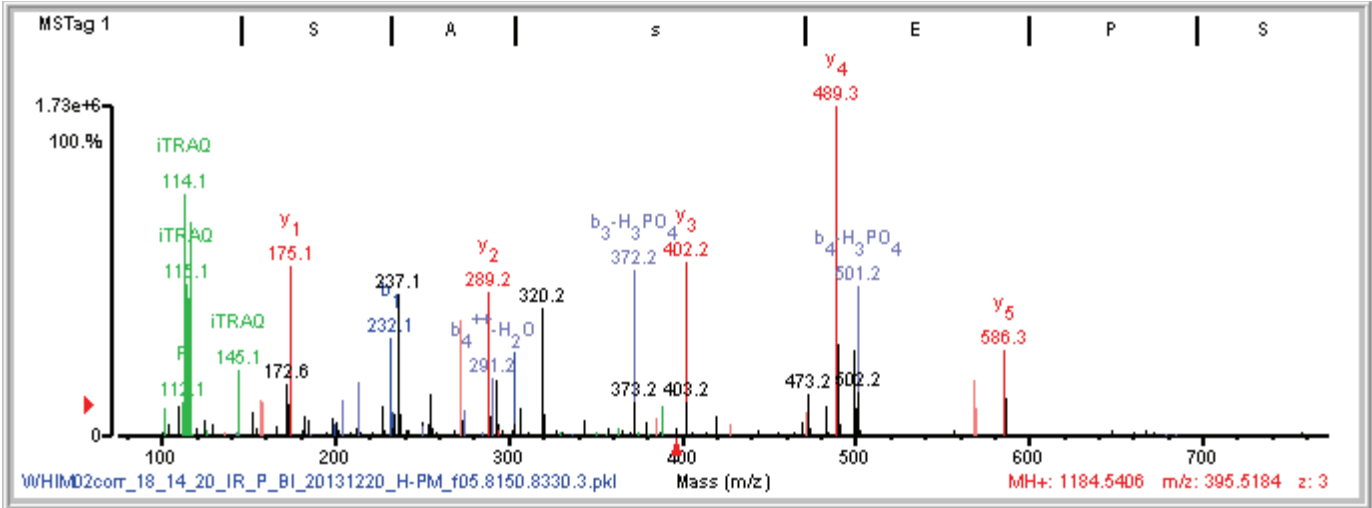 MSTag 1
S A s E P S
y4
1.73e+6 489.3
100.%
iTRAQ
114.1
y1 b3-H3PO4 y3 b4-H3PO4
iTRAQ 175.1 y2 372.2 402.2 501.2
115.1 237.1 289.2 320.2
iTRAQ 232.1 b4++-H2O y5
145.1 291.2 586.3
112.1 172.6 373.2 403.2 473.2 502.2
0
100 200 300 400 500 600 700
WHIM02corr_18_14_20_IR_P_BI_20131220_H-PM_f05.8150.8330.3.pkl Mass (m/z) MH+: 1184.5406 m/z: 395.5184 z: 3